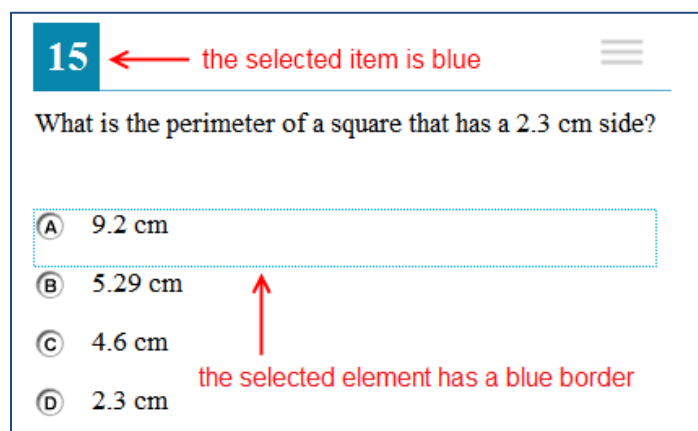 15
the selected item is blue
What is the perimeter of a square that has a 2.3 cm side?
A 9.2 cm
B 5.29 cm
C 4.6 cm
the selected element has a blue border
D 2.3 cm